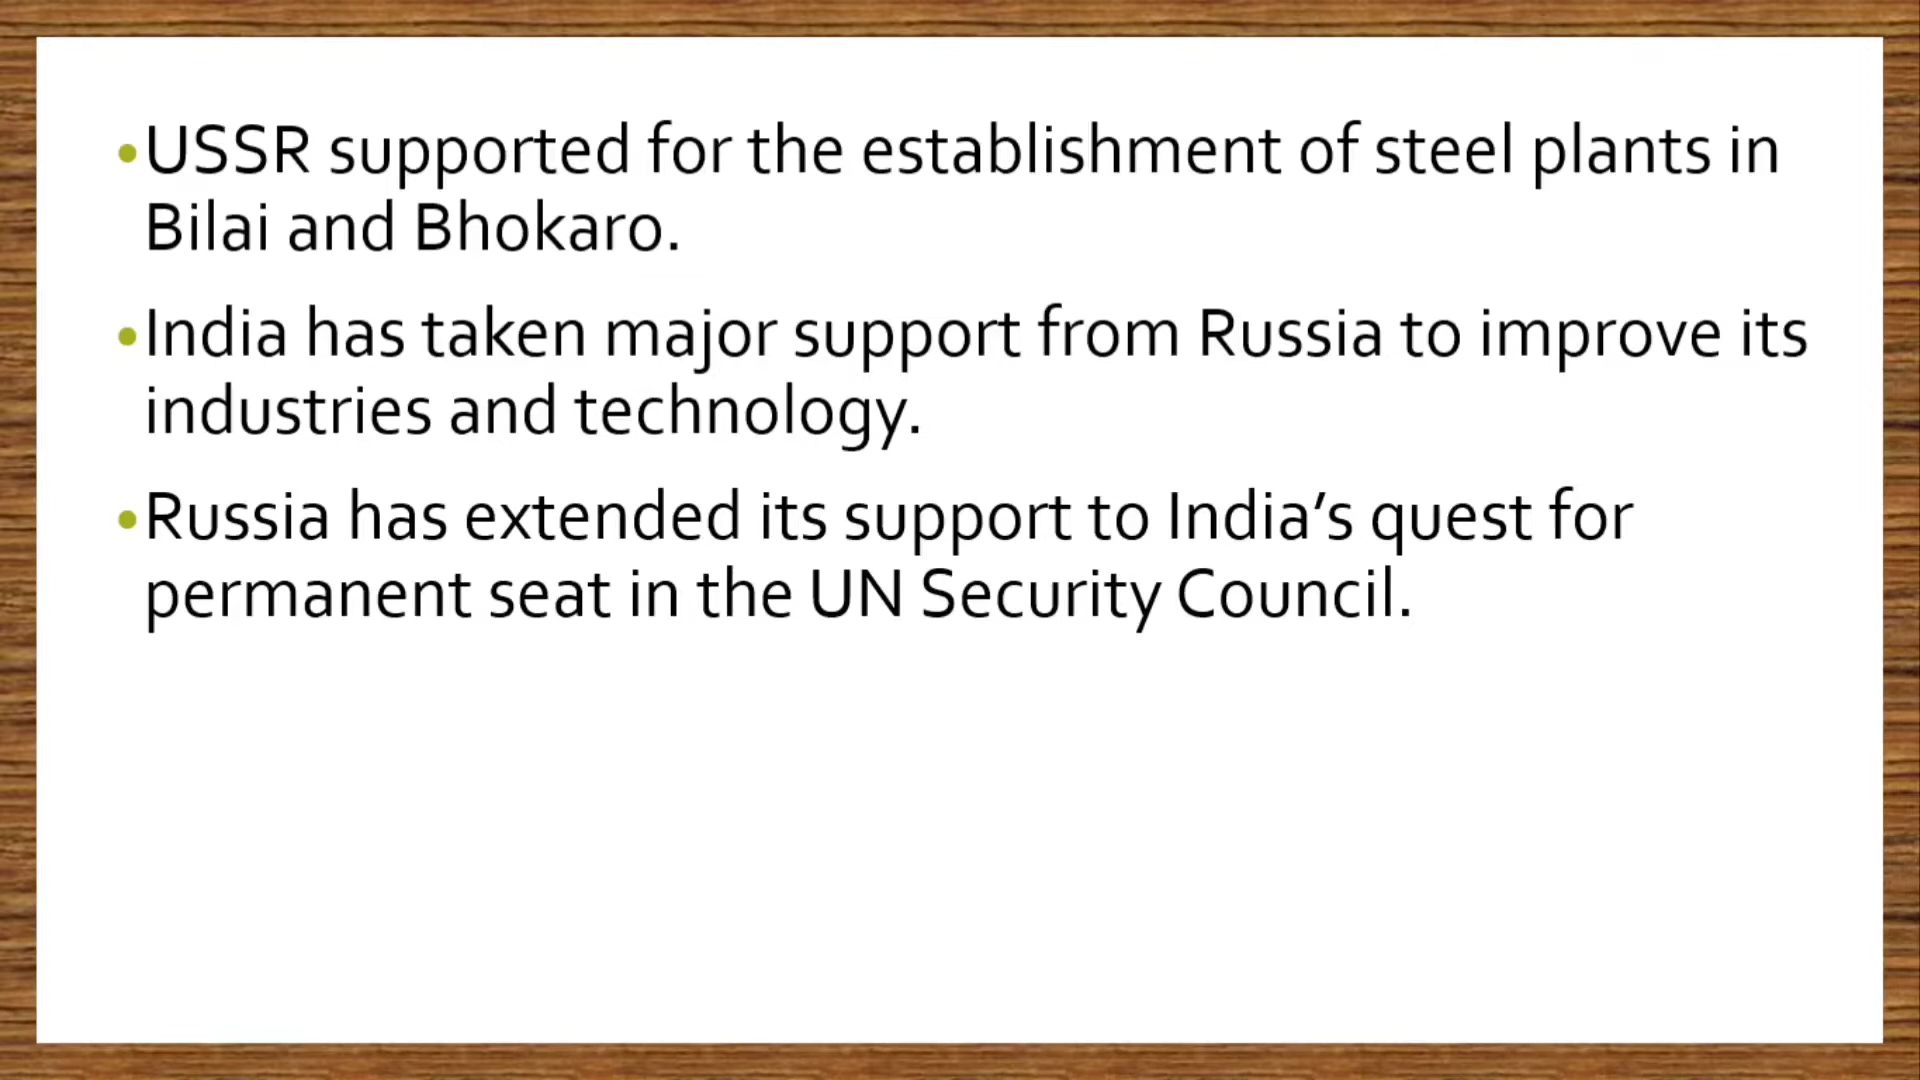 •USSR supported for the establishment of steel plants in
Bilai and Bhokaro.
•India has taken major support from Russia to improve its
industries and technology.
•Russia has extended its support to India’s quest for
permanent seat in the UN Security Council.